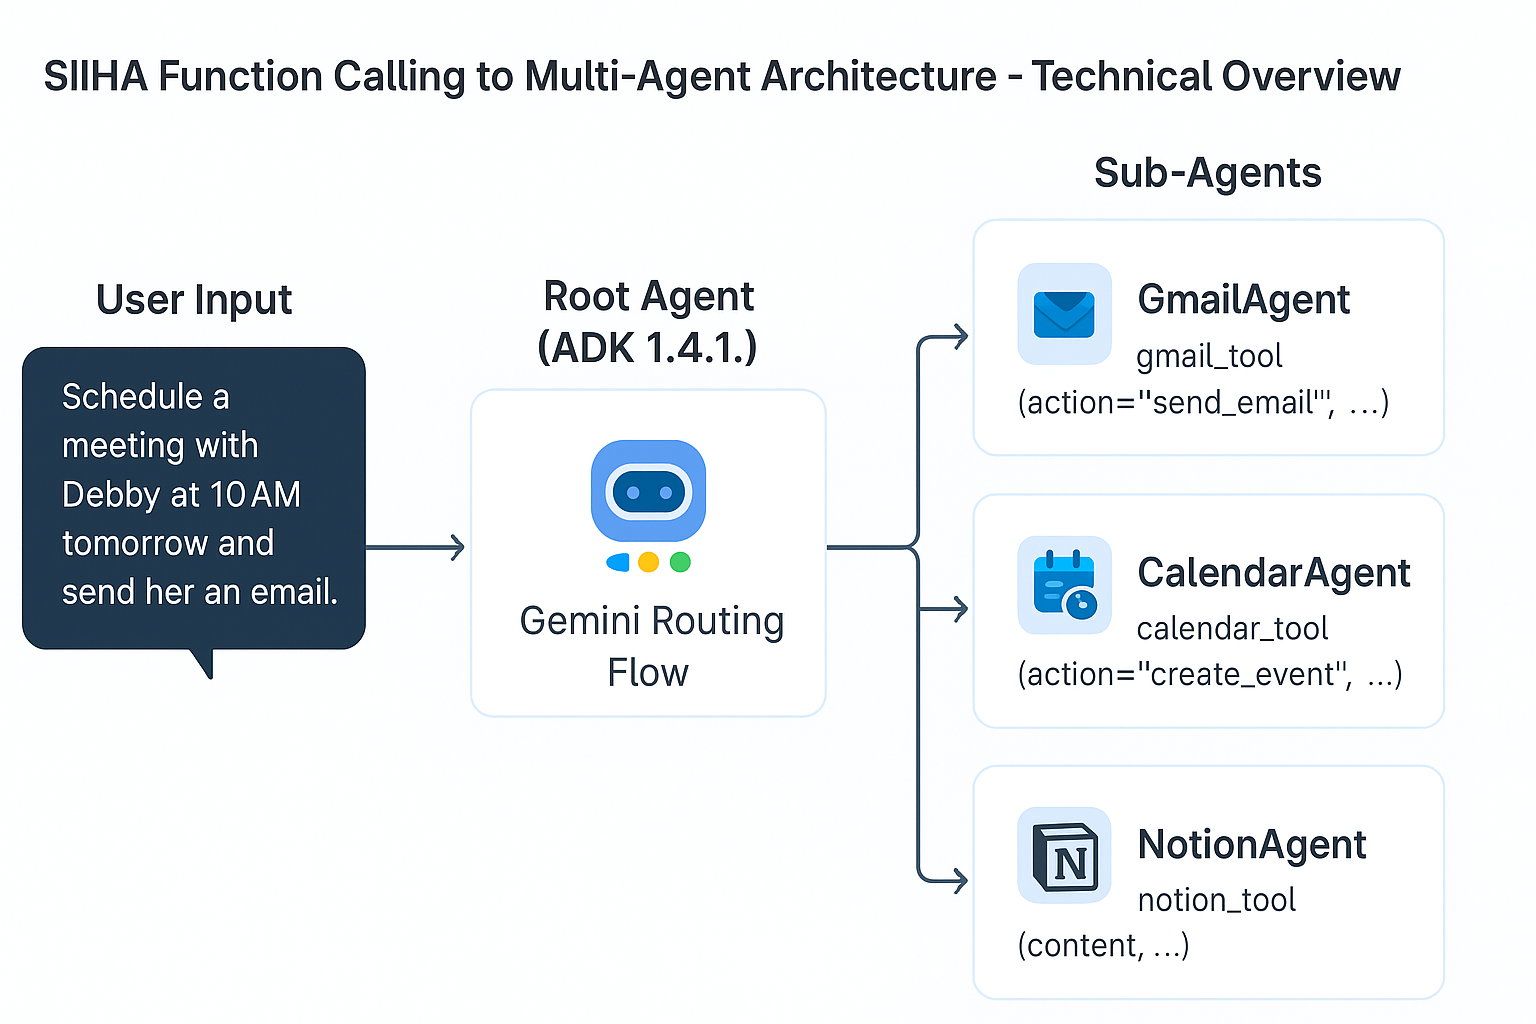 SIIHA Function Calling to Multi-Agent Architecture - Technical Overview
User Input
Schedule a
meeting with
Debby at 10 AM
tomorrow and
send her an email.
Root Agent
(ADK 1.4.1.)
Gemini Routing
Flow
Sub-Agents
GmailAgent
gmail_tool
(action="send_email"', ...)
CalendarAgent
calendar_tool
(action="create_event", ...)
N
NotionAgent
notion_tool
(content, ...)